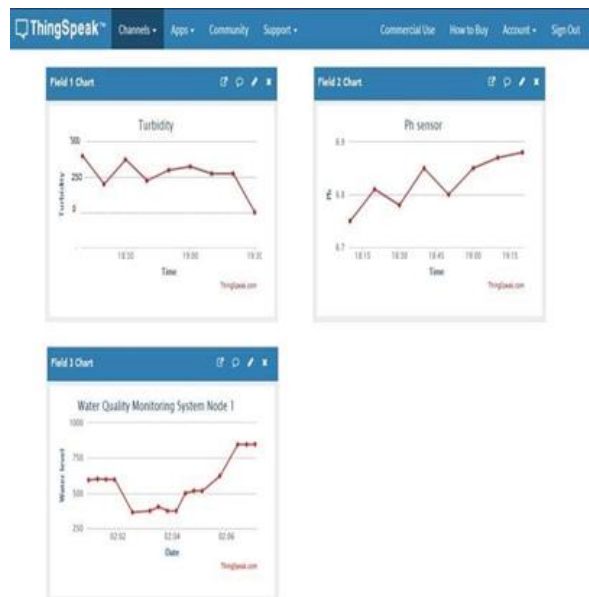 ThingSpeak™ Channels Apps Community Support Commercial Use How to Buy Account Sign Out
Field 1 Chart
Turbidity
500
250
0
Turbidity
18:30 19:00 19:3(
Time
ThingSpeak.com
Field 2 Chart
Ph sensor
6.9
6.8
6.7
Ph
18:15 18:30 18:45 19:00 19:15
Time
ThingSpeak.com
Field 3 Chart
Water Quality Monitoring System Node 1
1000
750
500
250
Water level
02:02 02:04 02:06
Date
ThingSpeak.com